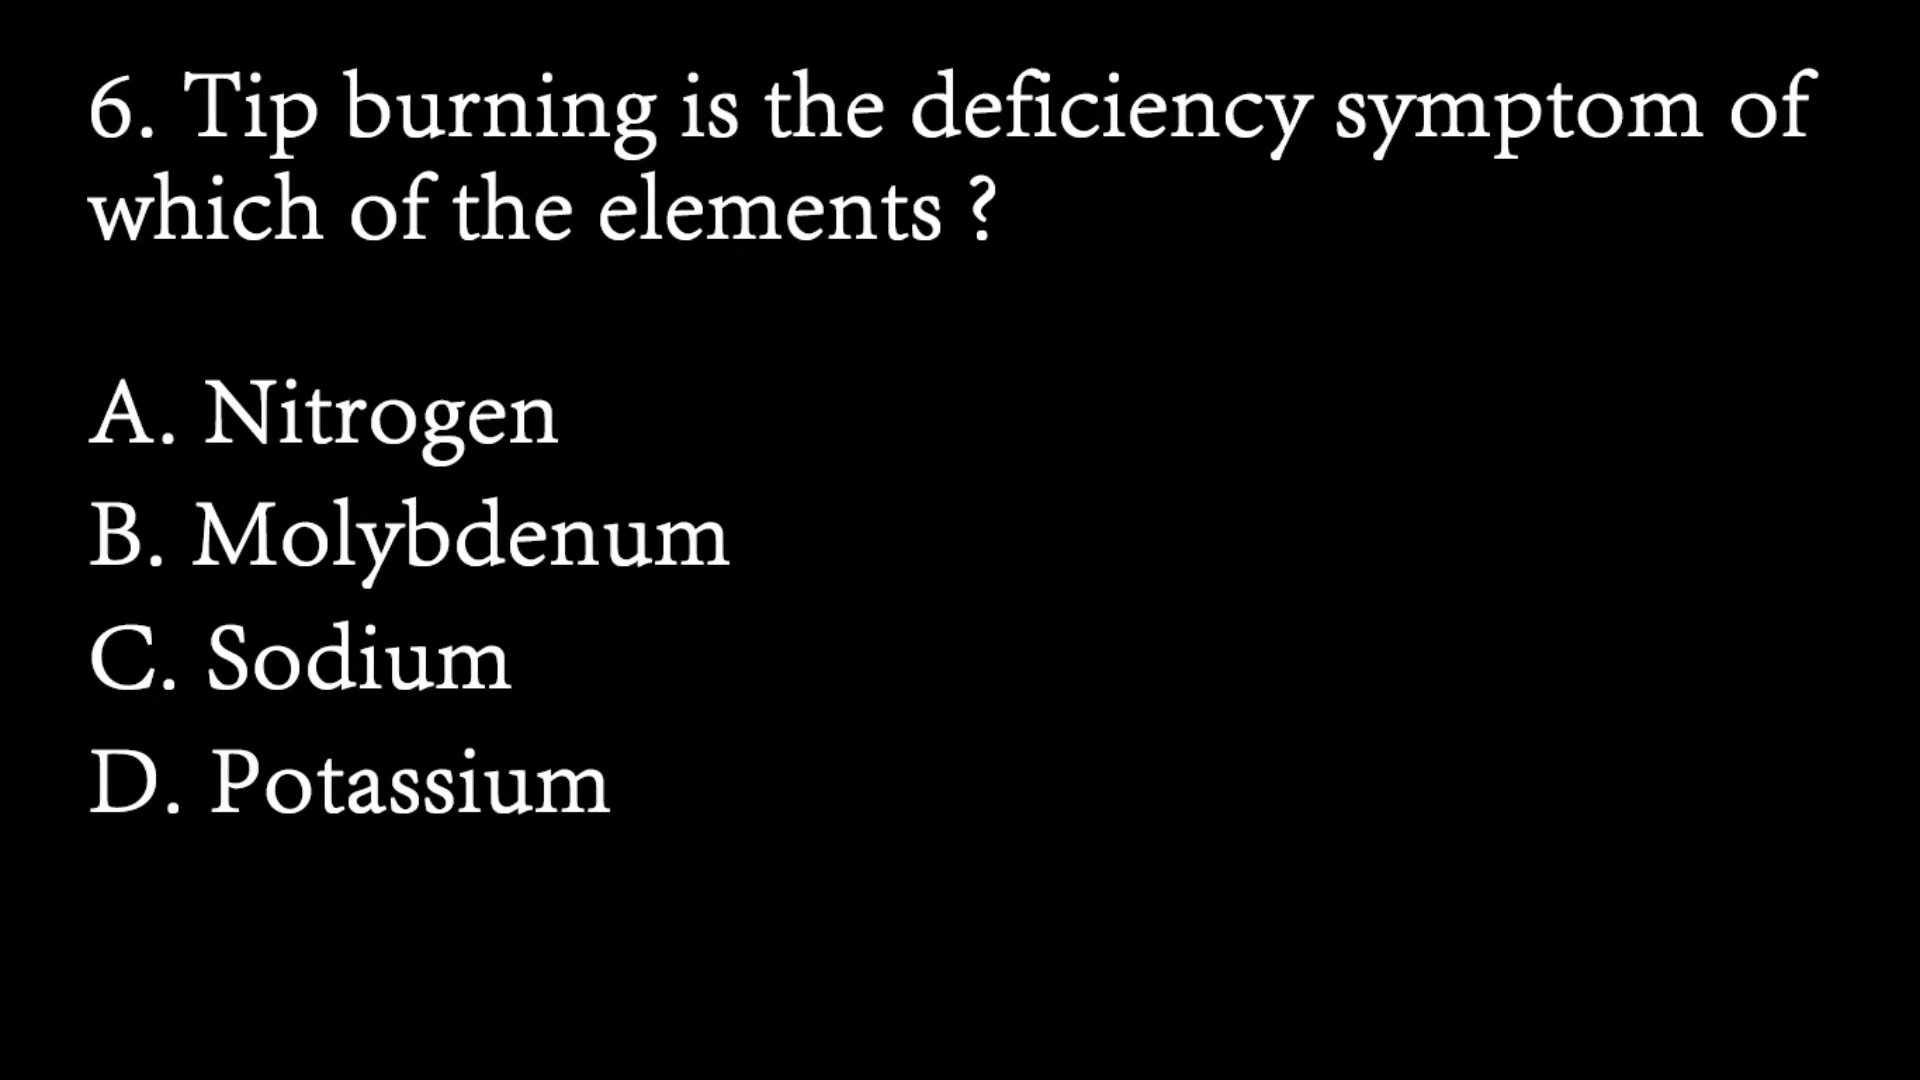 6. Tip burning is the deficiency symptom of
which of the elements ?
A. Nitrogen
B. Molybdenum
C. Sodium
D. Potassium